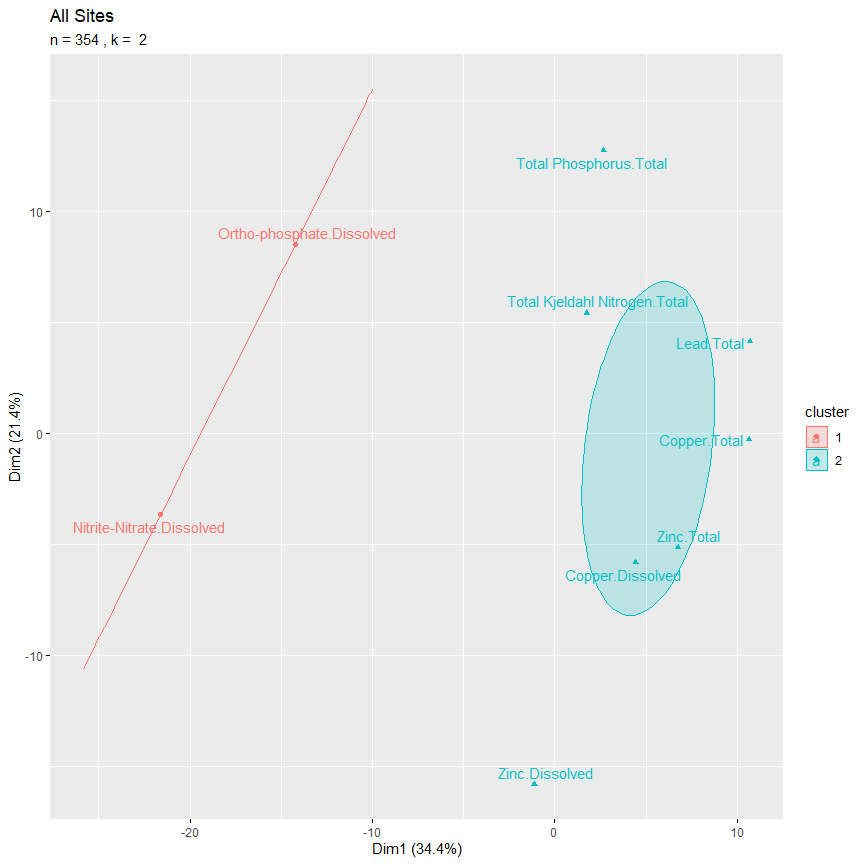 All Sites
n = 354 , k =  2
Total Phosphorus.Total
10
Ortho-phosphate.Dissolved
Total Kjeldahl Nitrogen.Total
Lead.Total
cluster
Dim2 (21.4%)
0
Copper.Total
a 1
a 2
Nitrite-Nitrate.Dissolved
Zinc.Total
Copper.Dissolved
-10
Zinc.Dissolved
-20
-10
0
10
Dim1 (34.4%)